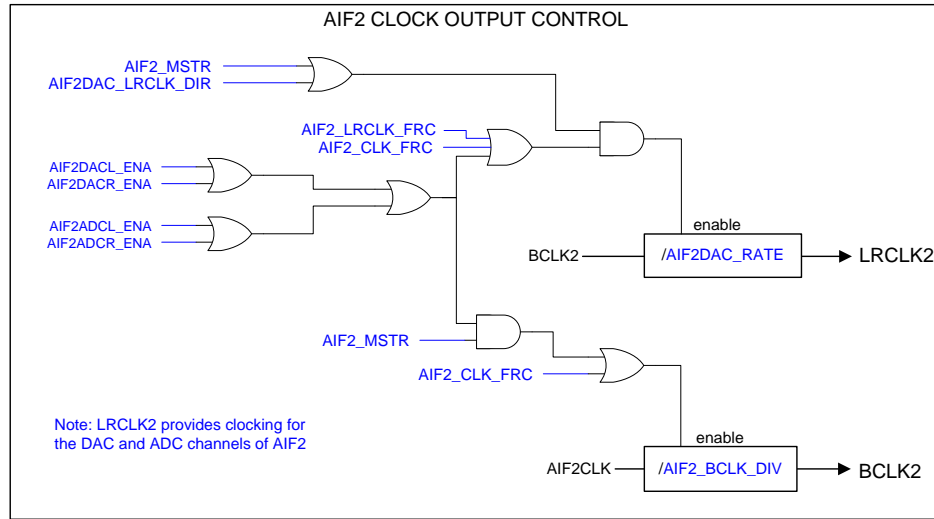 AIF2 CLOCK OUTPUT CONTROL
AIF2_MSTR
AIF2DAC_LRCLK_DIR
AIF2_LRCLK_FRC
AIF2_CLK_FRC
AIF2DACL_ENA
AIF2DACR_ENA
AIF2ADCL_ENA
AIF2ADCR_ENA
enable
BCLK2
/AIF2DAC_RATE
LRCLK2
AIF2_MSTR
AIF2_CLK_FRC
Note: LRCLK2 provides clocking for
the DAC and ADC channels of AIF2
enable
AIF2CLK
/AIF2_BCLK_DIV
BCLK2